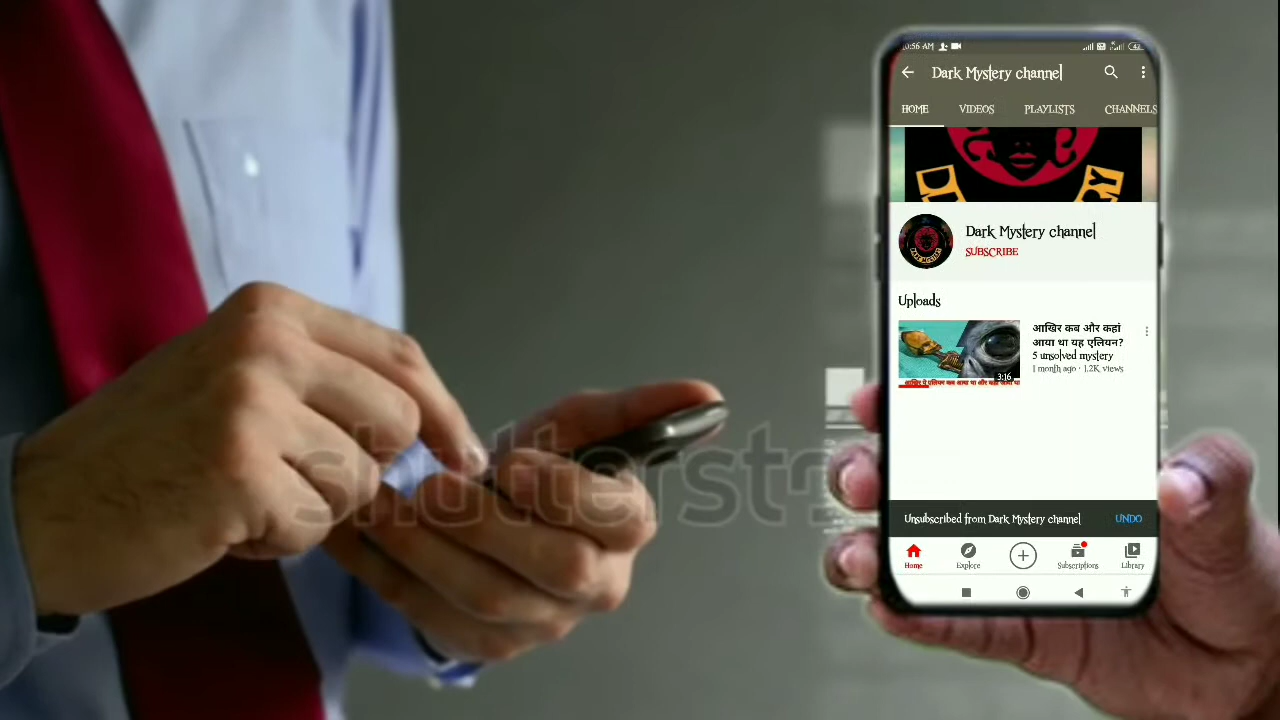 10:56 AM
Dark Mystery channel
HOME VIDEOS PLAYLISTS CHANNELS
Dark Mystery channel
SUBSCRIBE
Uploads
आखिर कब और कहां
आया था यह एलियन?
5 unsolved mystery
1 month ago · 1.2K views
3:16
Unsubscribed from Dark Mystery channel UNDO
Home Explore Subscriptions Library